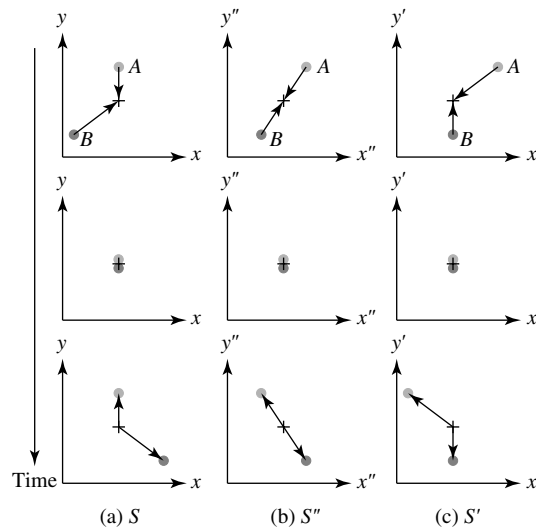 y y″ y′
A A A
B B B
x x″ x′
y y″ y′
x x″ x′
y y″ y′
Time x x″ x′
(a) S (b) S″ (c) S′